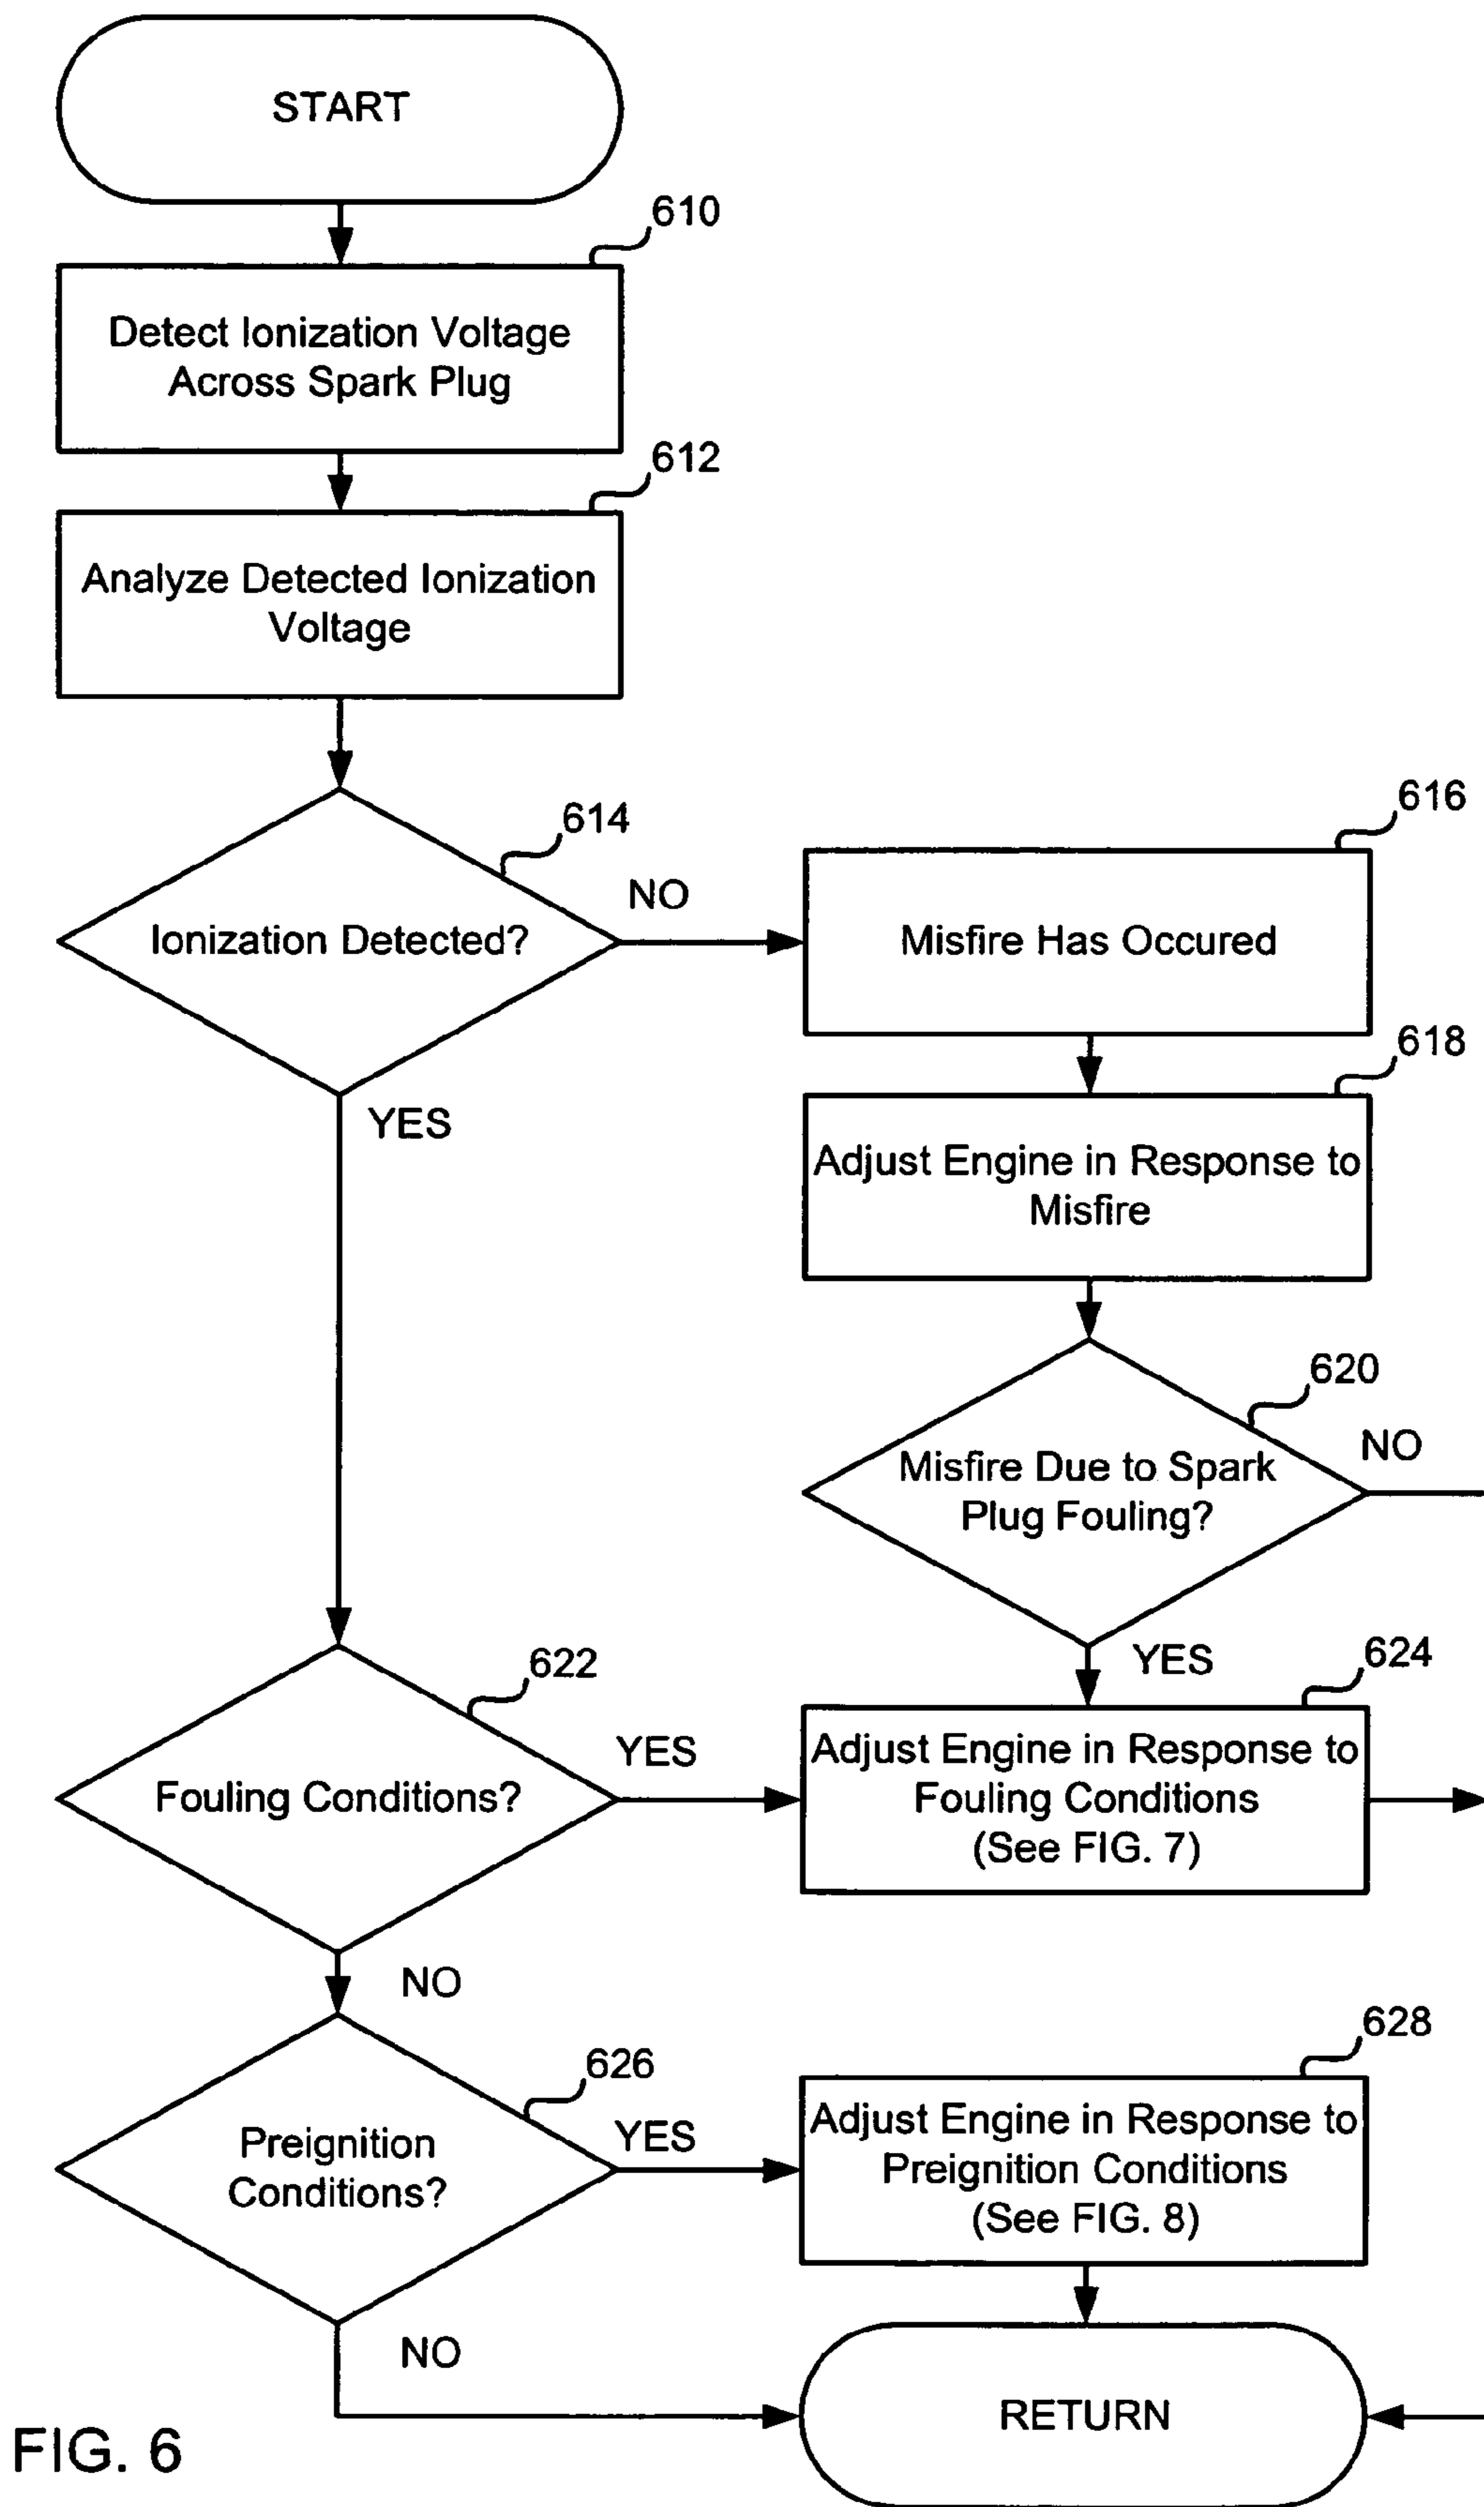 START
610
Detect Ionization Voltage
Across Spark Plug
612
Analyze Detected Ionization
Voltage
614
Ionization Detected?
NO
YES
616
Misfire Has Occured
618
Adjust Engine in Response to
Misfire
620
Misfire Due to Spark
Plug Fouling?
NO
YES
622
Fouling Conditions?
YES
NO
624
Adjust Engine in Response to
Fouling Conditions
(See FIG. 7)
626
Preignition
Conditions?
YES
NO
628
Adjust Engine in Response to
Preignition Conditions
(See FIG. 8)
RETURN
FIG. 6